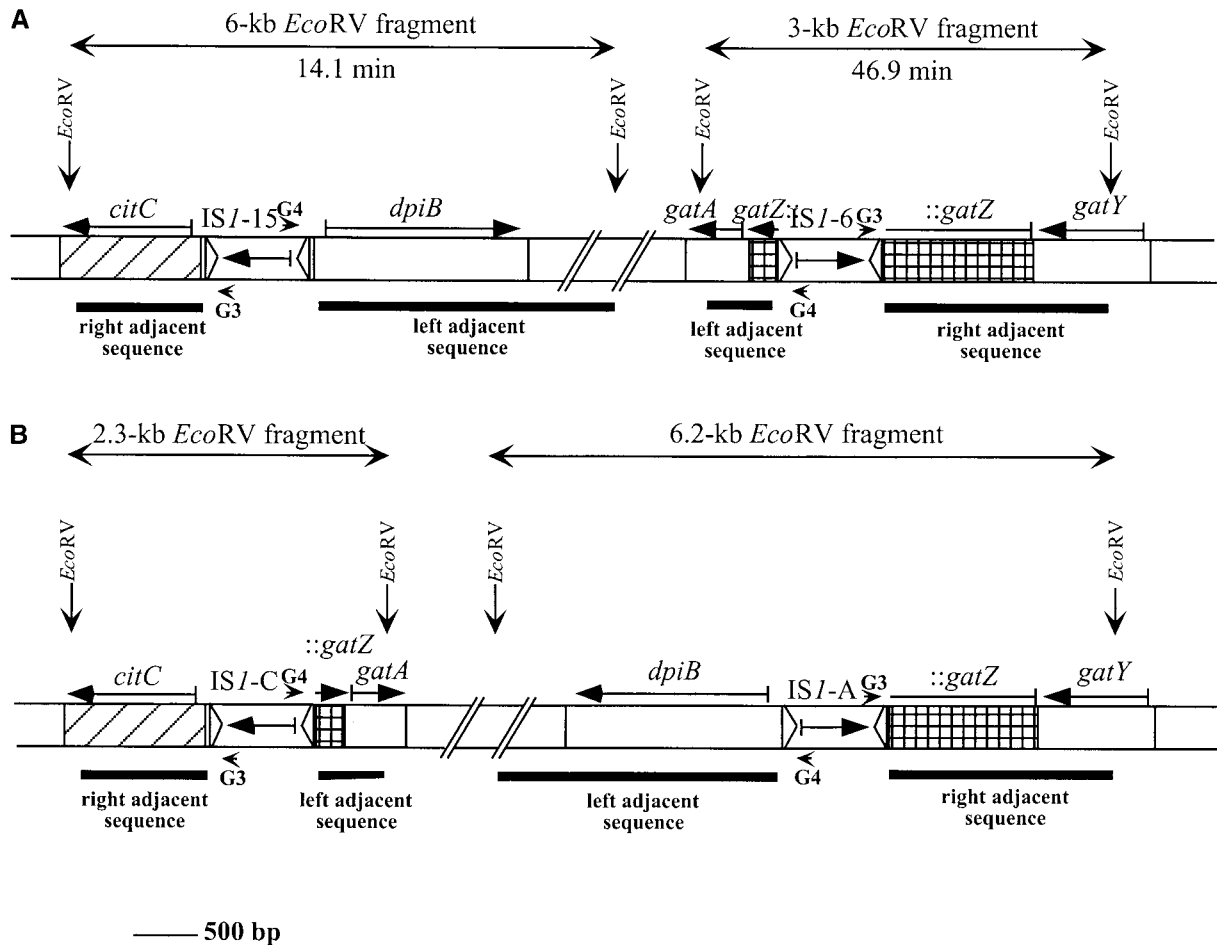 A
6-kb EcoRV fragment
3-kb EcoRV fragment
14.1 min
46.9 min
EcoRV
EcoRV
EcoRV
EcoRV
citC
IS1-15
G4
dpiB
gatA
gatZ::
IS1-6
G3
::gatZ
gatY
G3
G4
right adjacent
sequence
left adjacent
sequence
left adjacent
sequence
right adjacent
sequence
B
2.3-kb EcoRV fragment
6.2-kb EcoRV fragment
EcoRV
EcoRV
EcoRV
EcoRV
::gatZ
citC
IS1-C
G4
gatA
dpiB
IS1-A
G3
::gatZ
gatY
G3
G4
right adjacent
sequence
left adjacent
sequence
left adjacent
sequence
right adjacent
sequence
500 bp